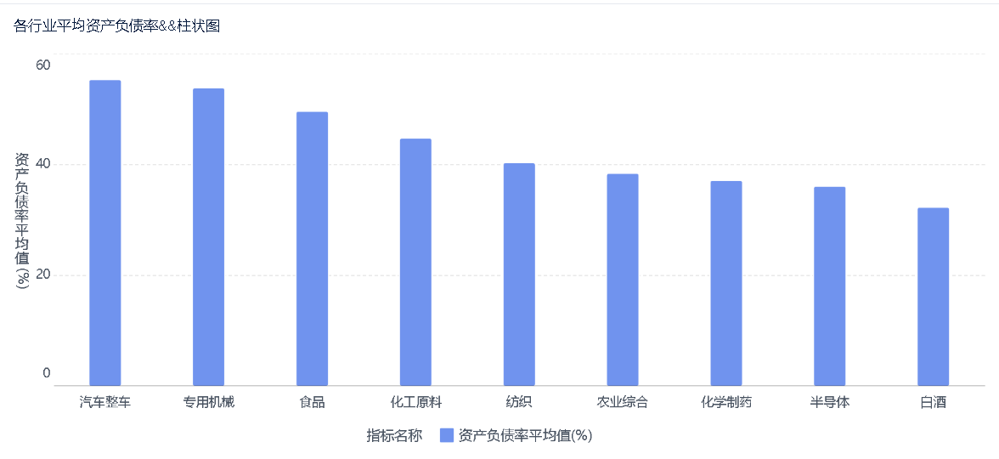 各行业平均资产负债率&&柱状图
资产负债率平均值(%)
60
40
20
0
汽车整车 专用机械 食品 化工原料 纺织 农业综合 化学制药 半导体 白酒
指标名称 资产负债率平均值(%)